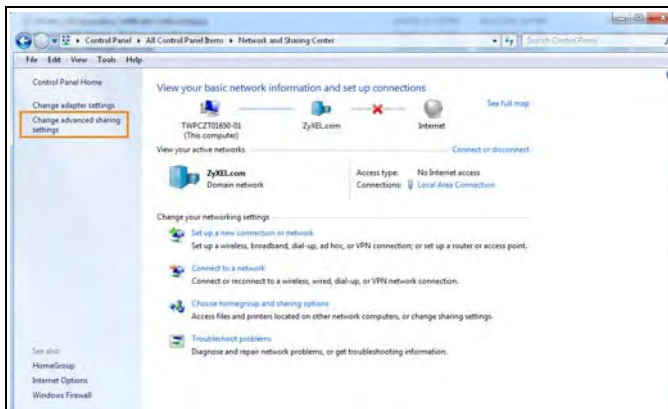 Control Panel ▸ All Control Panel Items ▸ Network and Sharing Center
Search Control Panel
File Edit View Tools Help
Control Panel Home
Change adapter settings
Change advanced sharing
settings
View your basic network information and set up connections
See full map
TWPCZT01650-01
(This computer)
ZyXEL.com
Internet
View your active networks
Connect or disconnect
ZyXEL.com
Domain network
Access type: No Internet access
Connections: Local Area Connection
Change your networking settings
Set up a new connection or network
Set up a wireless, broadband, dial-up, ad hoc, or VPN connection; or set up a router or access point.
Connect to a network
Connect or reconnect to a wireless, wired, dial-up, or VPN network connection.
Choose homegroup and sharing options
Access files and printers located on other network computers, or change sharing settings.
Troubleshoot problems
Diagnose and repair network problems, or get troubleshooting information.
See also
HomeGroup
Internet Options
Windows Firewall